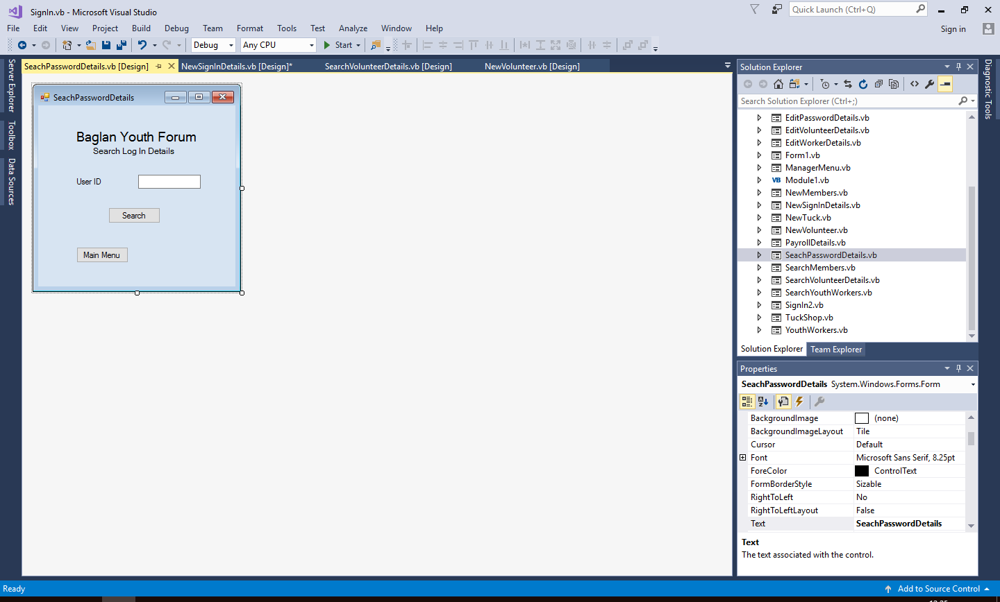 SignIn.vb - Microsoft Visual Studio
Quick Launch (Ctrl+Q)
File Edit View Project Build Debug Team Format Tools Test Analyze Window Help
Sign in
Debug Any CPU Start
Server Explorer
Toolbox
Data Sources
SeachPasswordDetails.vb [Design] NewSignInDetails.vb [Design]* SearchVolunteerDetails.vb [Design] NewVolunteer.vb [Design]
SeachPasswordDetails
Baglan Youth Forum
Search Log In Details
User ID
Search
Main Menu
Solution Explorer
Search Solution Explorer (Ctrl+;)
EditPasswordDetails.vb
EditVolunteerDetails.vb
EditWorkerDetails.vb
Form1.vb
ManagerMenu.vb
VB Module1.vb
NewMembers.vb
NewSignInDetails.vb
NewTuck.vb
NewVolunteer.vb
PayrollDetails.vb
SeachPasswordDetails.vb
SearchMembers.vb
SearchVolunteerDetails.vb
SearchYouthWorkers.vb
SignIn2.vb
TuckShop.vb
YouthWorkers.vb
Solution Explorer Team Explorer
Properties
SeachPasswordDetails System.Windows.Forms.Form
BackgroundImage (none)
BackgroundImageLayout Tile
Cursor Default
Font Microsoft Sans Serif, 8.25pt
ForeColor ControlText
FormBorderStyle Sizable
RightToLeft No
RightToLeftLayout False
Text SeachPasswordDetails
Text
The text associated with the control.
Diagnostic Tools
Ready
Add to Source Control